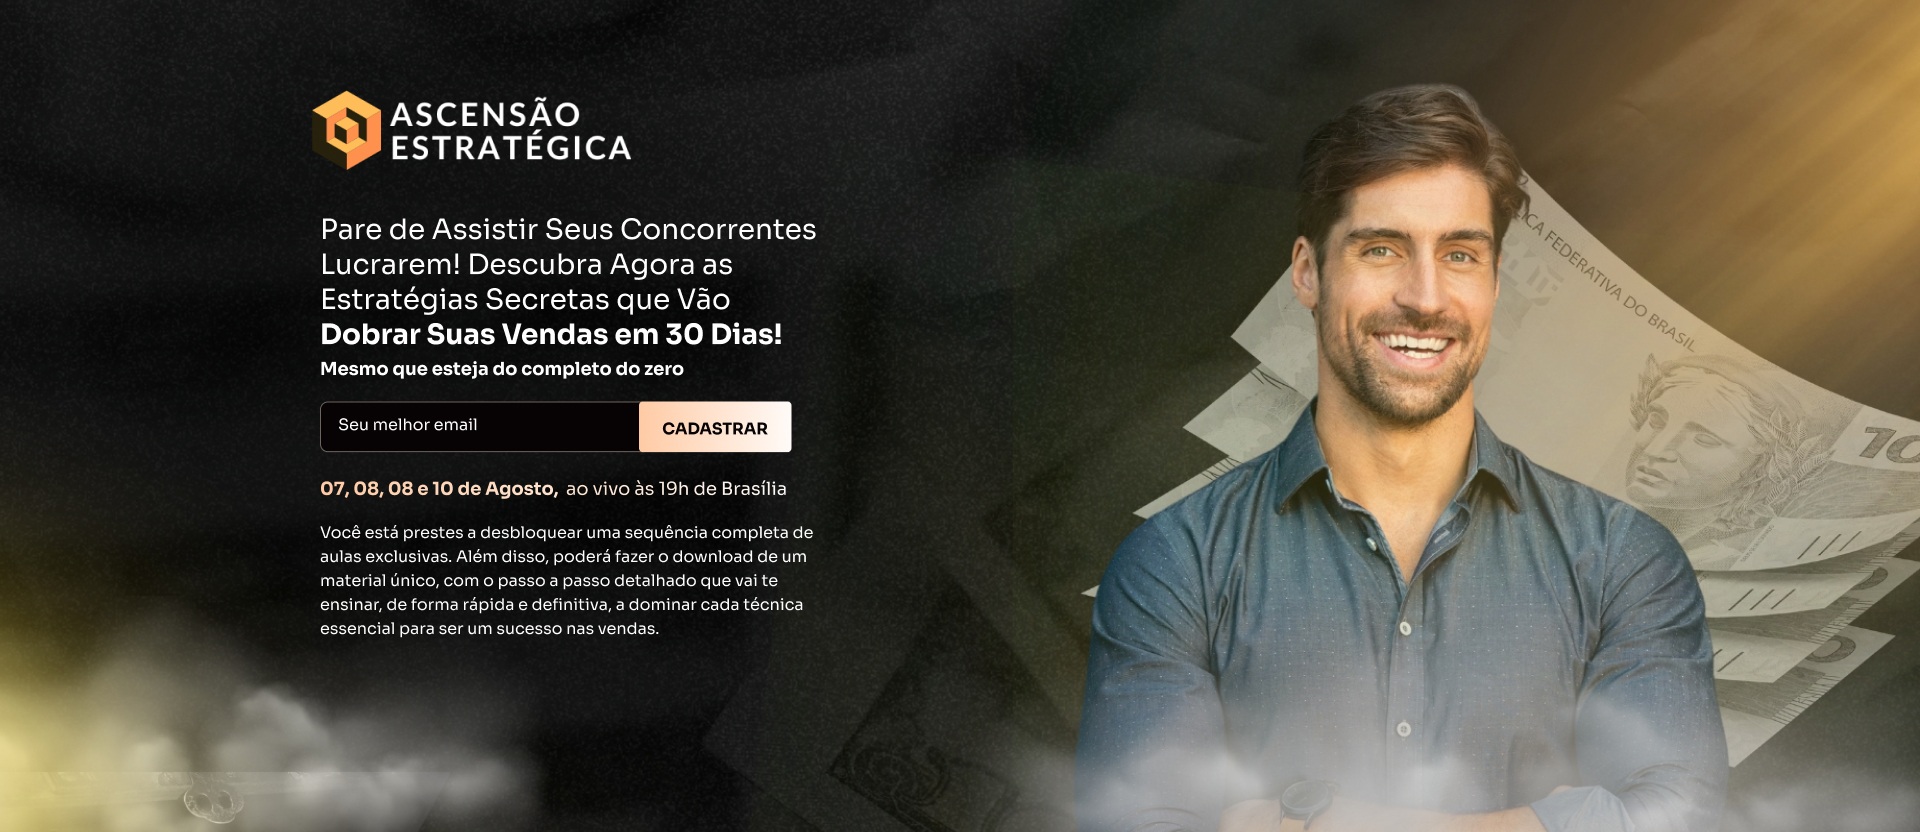 ASCENSÃO
ESTRATÉGICA
Pare de Assistir Seus Concorrentes
Lucrarem! Descubra Agora as
Estratégias Secretas que Vão
Dobrar Suas Vendas em 30 Dias!
Mesmo que esteja do completo do zero
Seu melhor email
CADASTRAR
07, 08, 08 e 10 de Agosto, ao vivo às 19h de Brasília
Você está prestes a desbloquear uma sequência completa de
aulas exclusivas. Além disso, poderá fazer o download de um
material único, com o passo a passo detalhado que vai te
ensinar, de forma rápida e definitiva, a dominar cada técnica
essencial para ser um sucesso nas vendas.
FEDERATIVA DO BRASIL